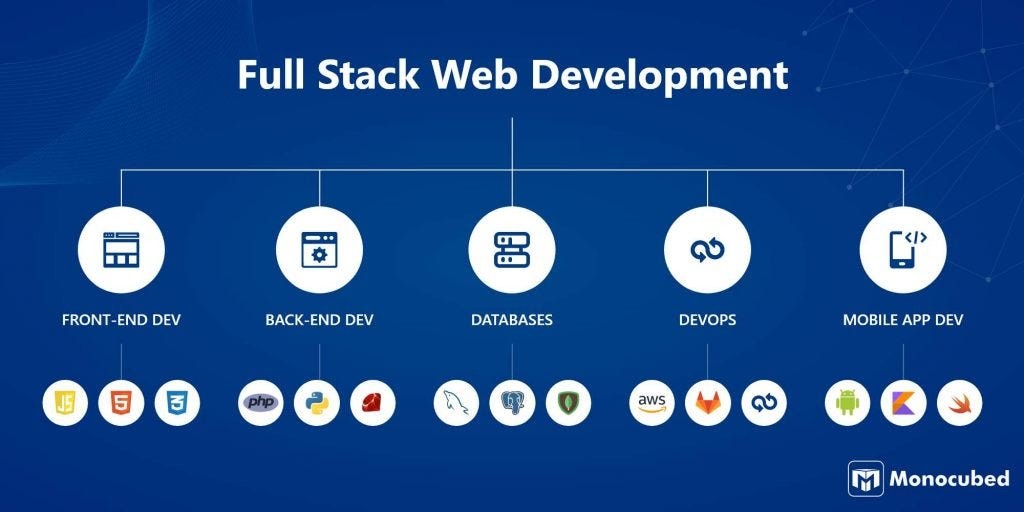 Full Stack Web Development
FRONT-END DEV
BACK-END DEV
DATABASES
DEVOPS
MOBILE APP DEV
JS
5
3
php
aws
Monocubed